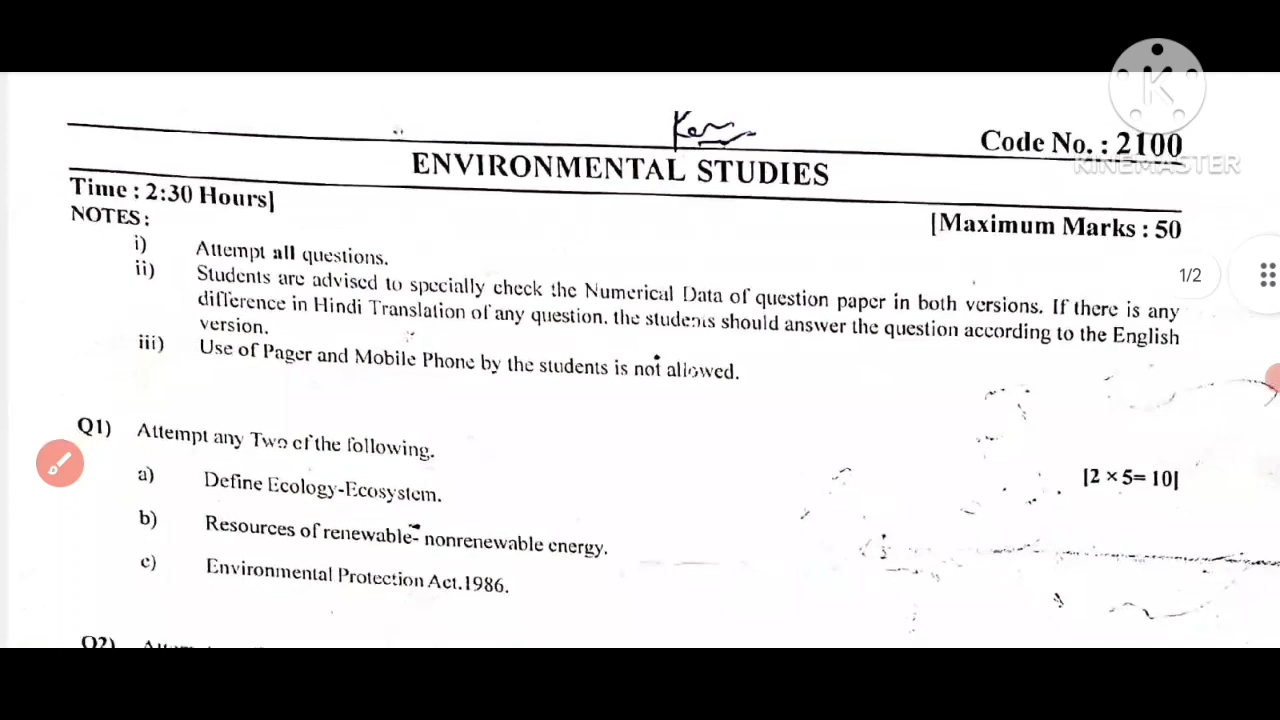 Code No. : 2100
KINEMASTER
ENVIRONMENTAL STUDIES
Time : 2:30 Hours]
[Maximum Marks : 50
NOTES :
i) Attempt all questions.
1/2
ii) Students are advised to specially check the Numerical Data of question paper in both versions. If there is any
difference in Hindi Translation of any question, the students should answer the question according to the English
version.
iii) Use of Pager and Mobile Phone by the students is not allowed.
Q1) Attempt any Two of the following.
[2 × 5= 10]
a) Define Ecology-Ecosystem.
b) Resources of renewable- nonrenewable energy.
c) Environmental Protection Act.1986.
Q2)